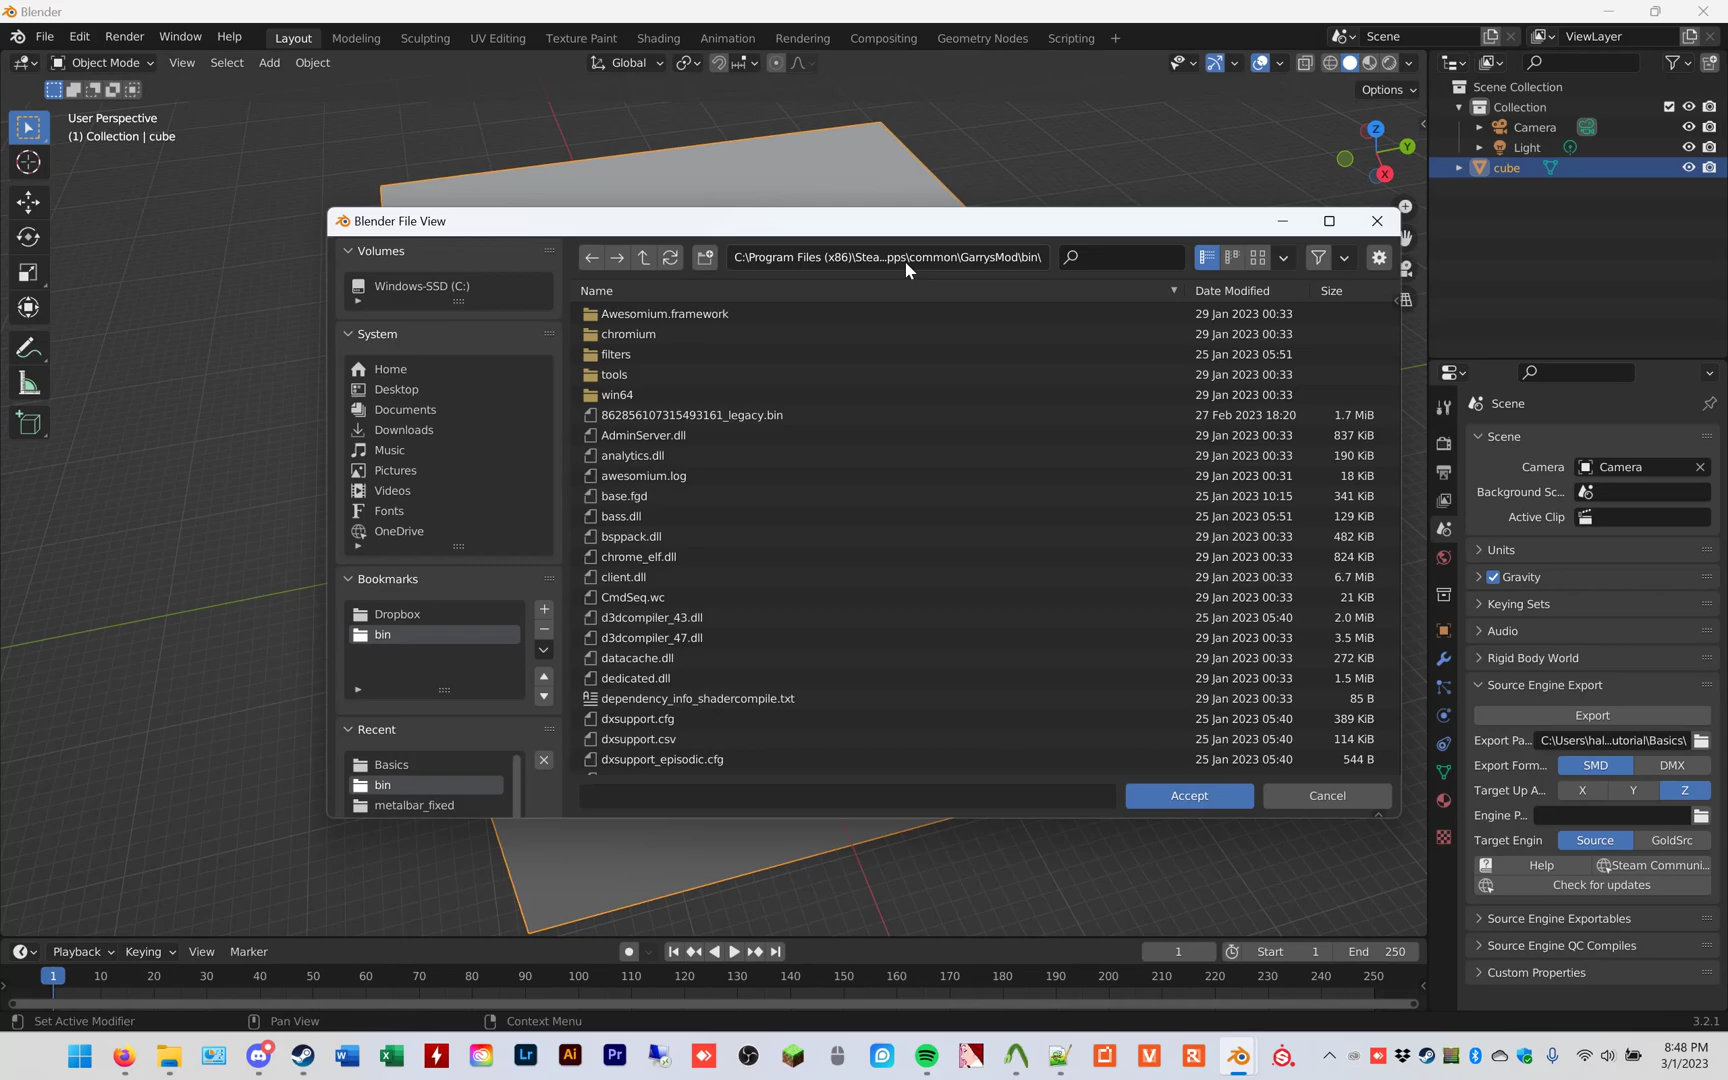 Blender
File Edit Render Window Help Layout Modeling Sculpting UV Editing Texture Paint Shading Animation Rendering Compositing Geometry Nodes Scripting + Scene ViewLayer
Object Mode View Select Add Object Global
Options
User Perspective
(1) Collection | cube
Z
Y
X
Scene Collection
Collection
Camera
Light
cube
Blender File View
Volumes
Windows-SSD (C:)
System
Home
Desktop
Documents
Downloads
Music
Pictures
Videos
Fonts
OneDrive
Bookmarks
Dropbox
bin
Recent
Basics
bin
metalbar_fixed
C:\Program Files (x86)\Stea...pps\common\GarrysMod\bin\
Name Date Modified Size
Awesomium.framework 29 Jan 2023 00:33
chromium 29 Jan 2023 00:33
filters 25 Jan 2023 05:51
tools 29 Jan 2023 00:33
win64 29 Jan 2023 00:33
862856107315493161_legacy.bin 27 Feb 2023 18:20 1.7 MiB
AdminServer.dll 29 Jan 2023 00:33 837 KiB
analytics.dll 29 Jan 2023 00:33 190 KiB
awesomium.log 29 Jan 2023 00:31 18 KiB
base.fgd 25 Jan 2023 10:15 341 KiB
bass.dll 25 Jan 2023 05:51 129 KiB
bsppack.dll 29 Jan 2023 00:33 482 KiB
chrome_elf.dll 29 Jan 2023 00:33 824 KiB
client.dll 29 Jan 2023 00:33 6.7 MiB
CmdSeq.wc 29 Jan 2023 00:33 21 KiB
d3dcompiler_43.dll 25 Jan 2023 05:40 2.0 MiB
d3dcompiler_47.dll 29 Jan 2023 00:33 3.5 MiB
datacache.dll 29 Jan 2023 00:33 272 KiB
dedicated.dll 29 Jan 2023 00:33 1.5 MiB
dependency_info_shadercompile.txt 29 Jan 2023 00:33 85 B
dxsupport.cfg 25 Jan 2023 05:40 389 KiB
dxsupport.csv 25 Jan 2023 05:40 114 KiB
dxsupport_episodic.cfg 25 Jan 2023 05:40 544 B
Accept Cancel
Scene
Scene
Camera Camera
Background Sc...
Active Clip
Units
Gravity
Keying Sets
Audio
Rigid Body World
Source Engine Export
Export
Export Pa... C:\Users\hal...utorial\Basics\
Export Form... SMD DMX
Target Up A... X Y Z
Engine P...
Target Engin Source GoldSrc
Help Steam Communi...
Check for updates
Source Engine Exportables
Source Engine QC Compiles
Custom Properties
Playback Keying View Marker 1 Start 1 End 250
1 10 20 30 40 50 60 70 80 90 100 110 120 130 140 150 160 170 180 190 200 210 220 230 240 250
Set Active Modifier Pan View Context Menu 3.2.1
W X Lr Ai Pr V RI
8:48 PM
3/1/2023